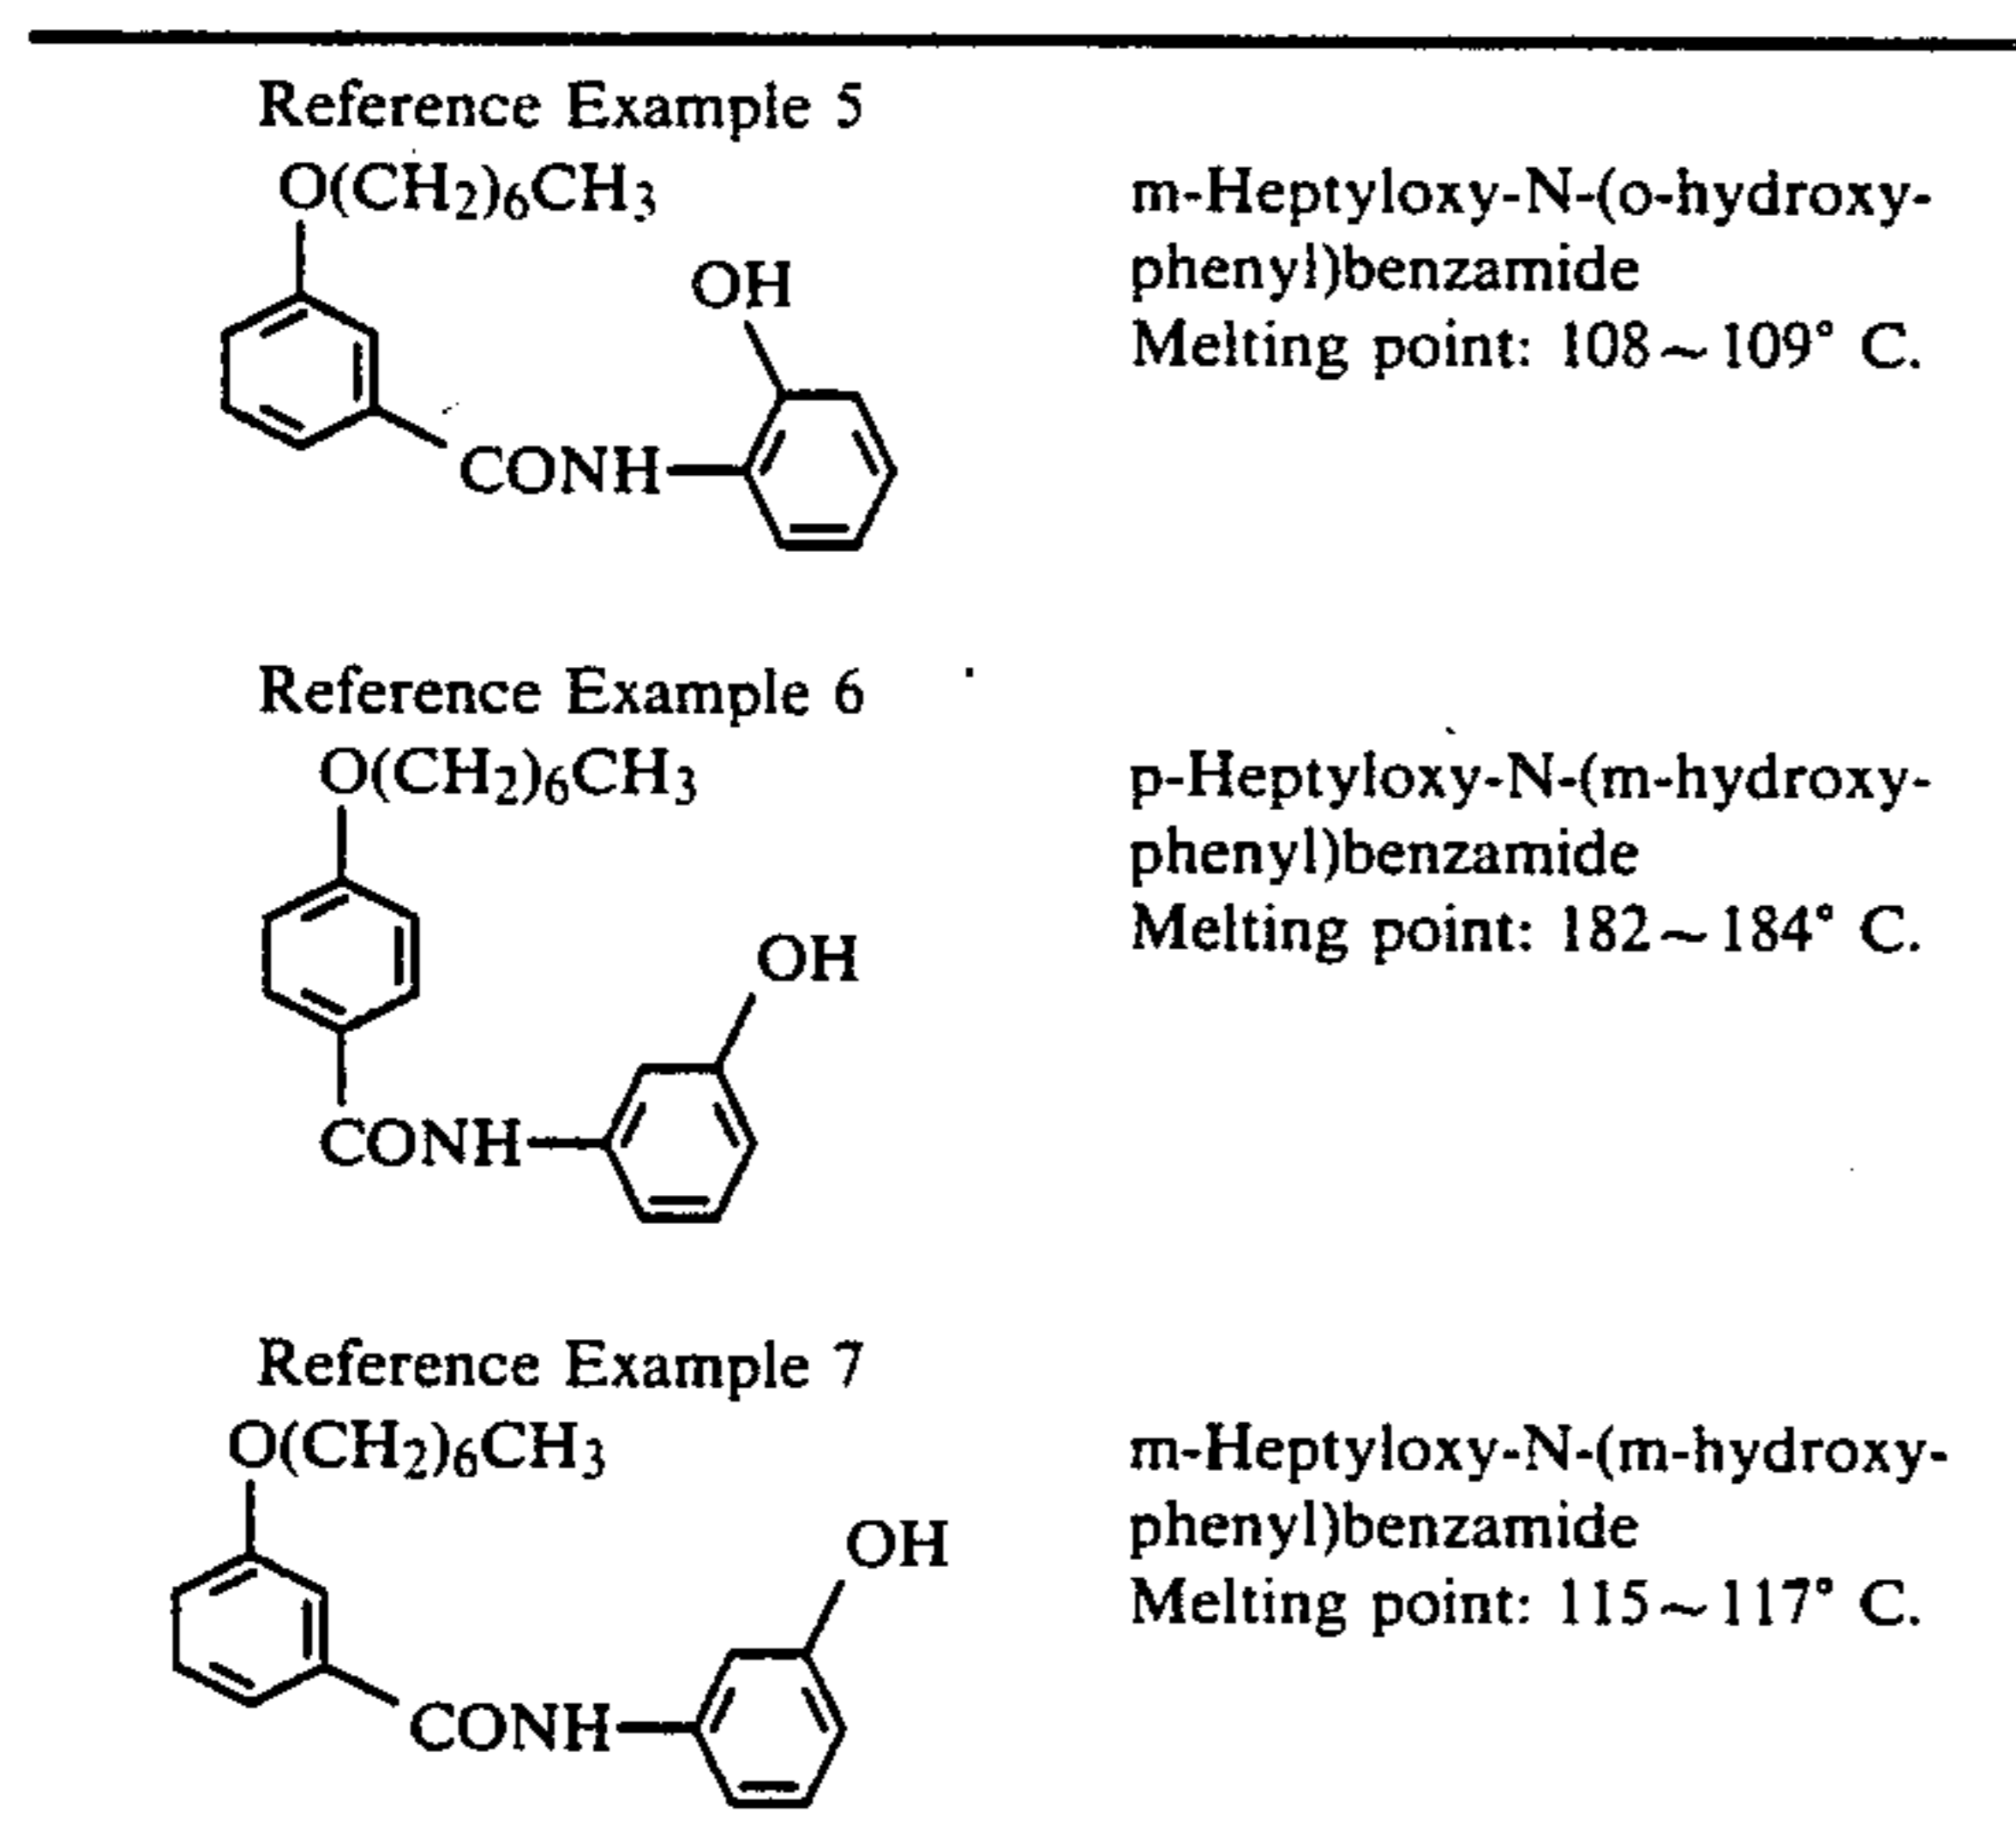 Reference Example 5
O(CH2)6CH3
OH
CONH
m-Heptyloxy-N-(o-hydroxy-
phenyl)benzamide
Melting point: 108~109° C.
Reference Example 6
O(CH2)6CH3
OH
CONH
p-Heptyloxy-N-(m-hydroxy-
phenyl)benzamide
Melting point: 182~184° C.
Reference Example 7
O(CH2)6CH3
OH
CONH
m-Heptyloxy-N-(m-hydroxy-
phenyl)benzamide
Melting point: 115~117° C.